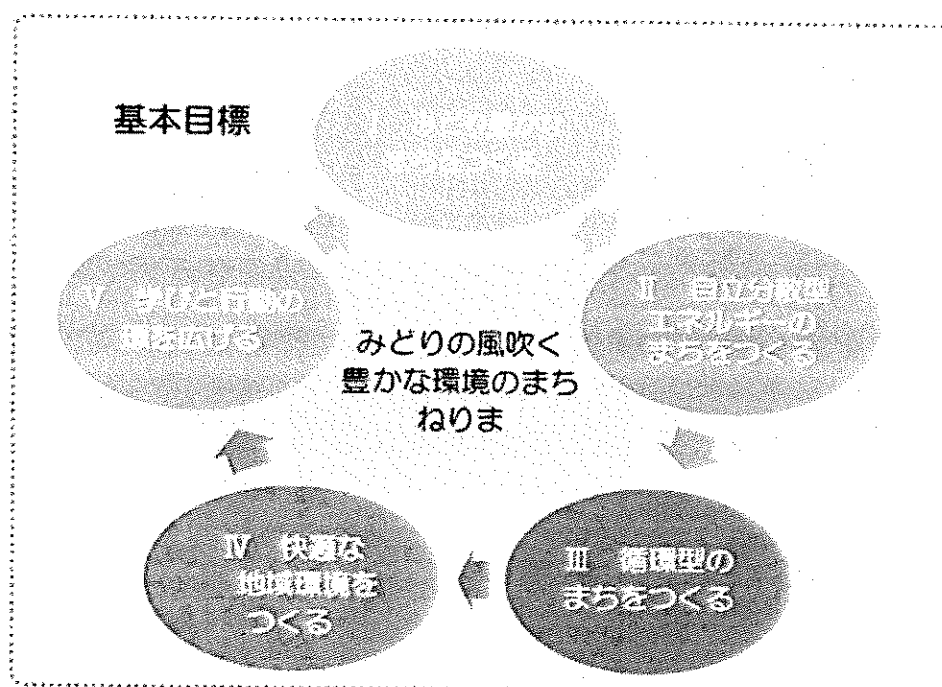 基本目標
Ⅱ 自立分散型
エネルギーの
まちをつくる
Ⅲ 循環型の
まちをつくる
Ⅳ 快適な
地域環境を
つくる
Ⅴ 学びと行動の
環を広げる
みどりの風吹く
豊かな環境のまち
ねりま